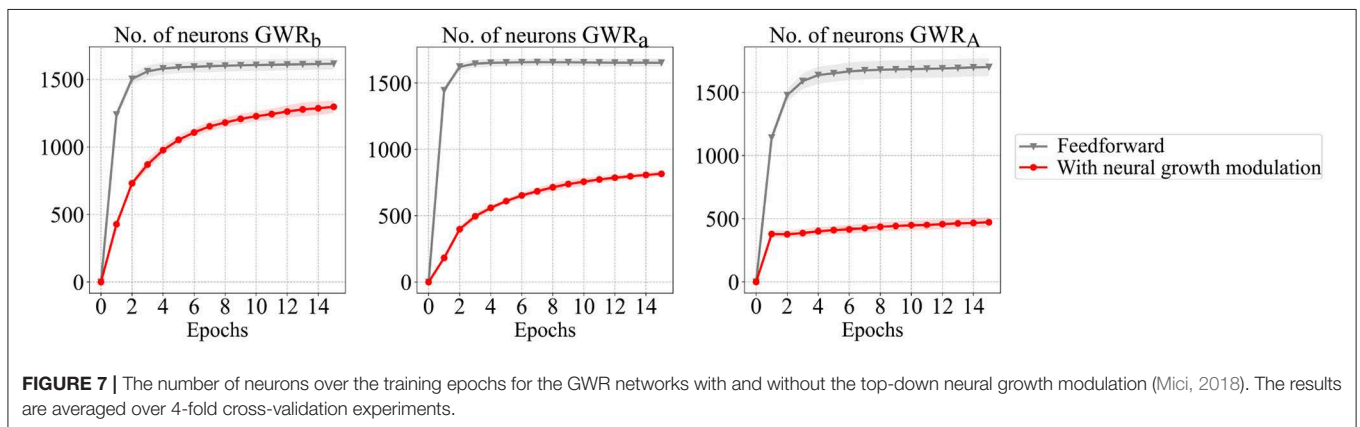 No. of neurons GWRb
No. of neurons GWRa
No. of neurons GWRA
1500
1000
500
0
0 2 4 6 8 10 12 14
Epochs
1500
1000
500
0
0 2 4 6 8 10 12 14
Epochs
1500
1000
500
0
0 2 4 6 8 10 12 14
Epochs
Feedforward
With neural growth modulation
FIGURE 7 | The number of neurons over the training epochs for the GWR networks with and without the top-down neural growth modulation (Mici, 2018). The results
are averaged over 4-fold cross-validation experiments.